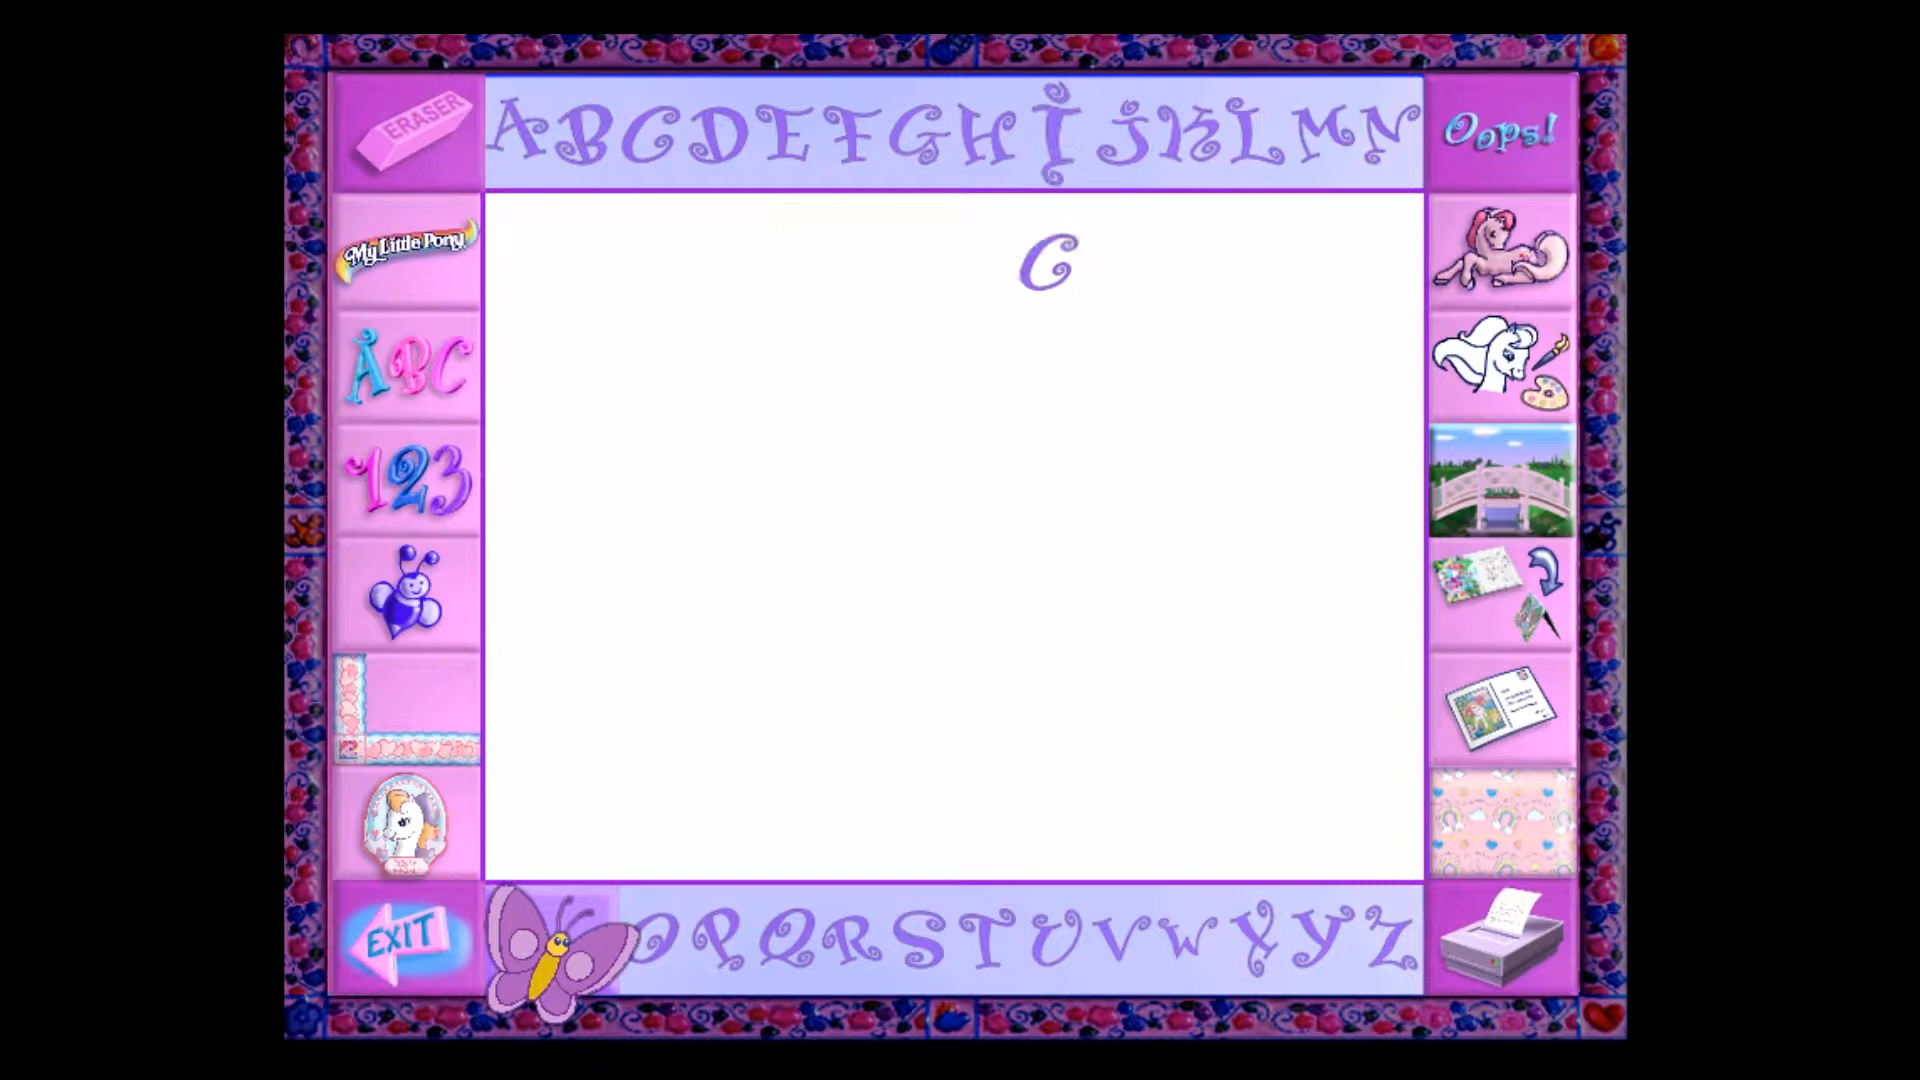 ERASER
ABCDEFGHIJKLMN
Oops!
My Little Pony
C
ABC
123
EXIT
OPQRSTUVWXYZ